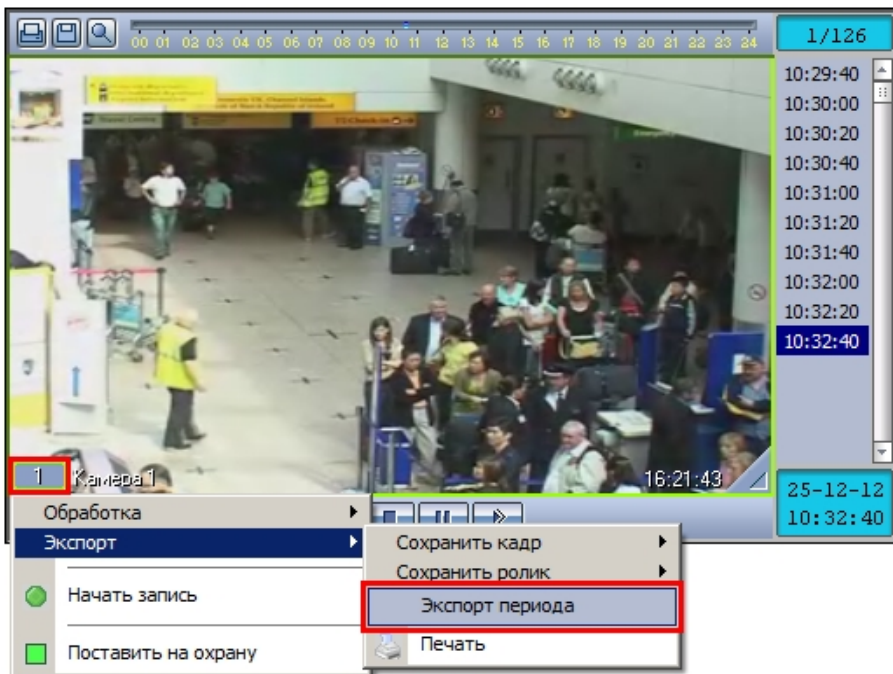 00 01 02 03 04 05 06 07 08 09 10 11 12 13 14 15 16 17 18 19 20 21 22 23 24
1/126
10:29:40
10:30:00
10:30:20
10:30:40
10:31:00
10:31:20
10:31:40
10:32:00
10:32:20
10:32:40
1 Камера 1
16:21:43
25-12-12
10:32:40
Обработка
Экспорт
Начать запись
Поставить на охрану
Сохранить кадр
Сохранить ролик
Экспорт периода
Печать